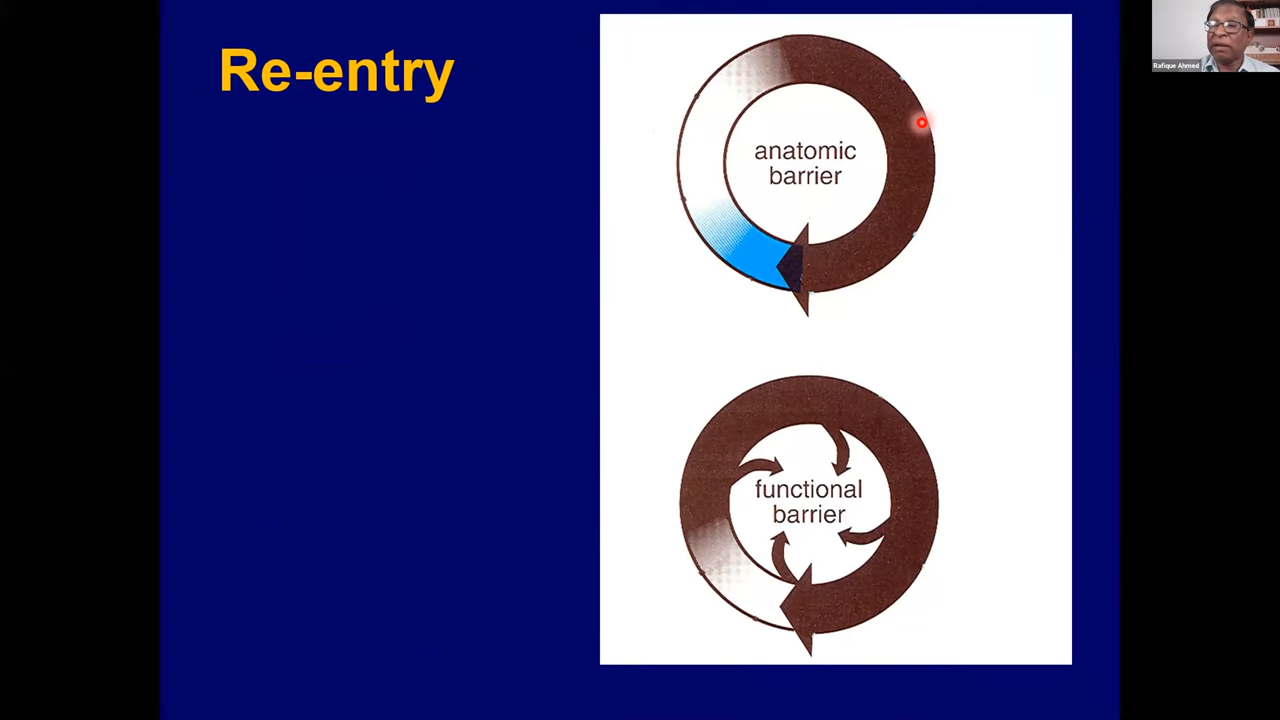 Re-entry
anatomic
barrier
functional
barrier
Rafique Ahmed